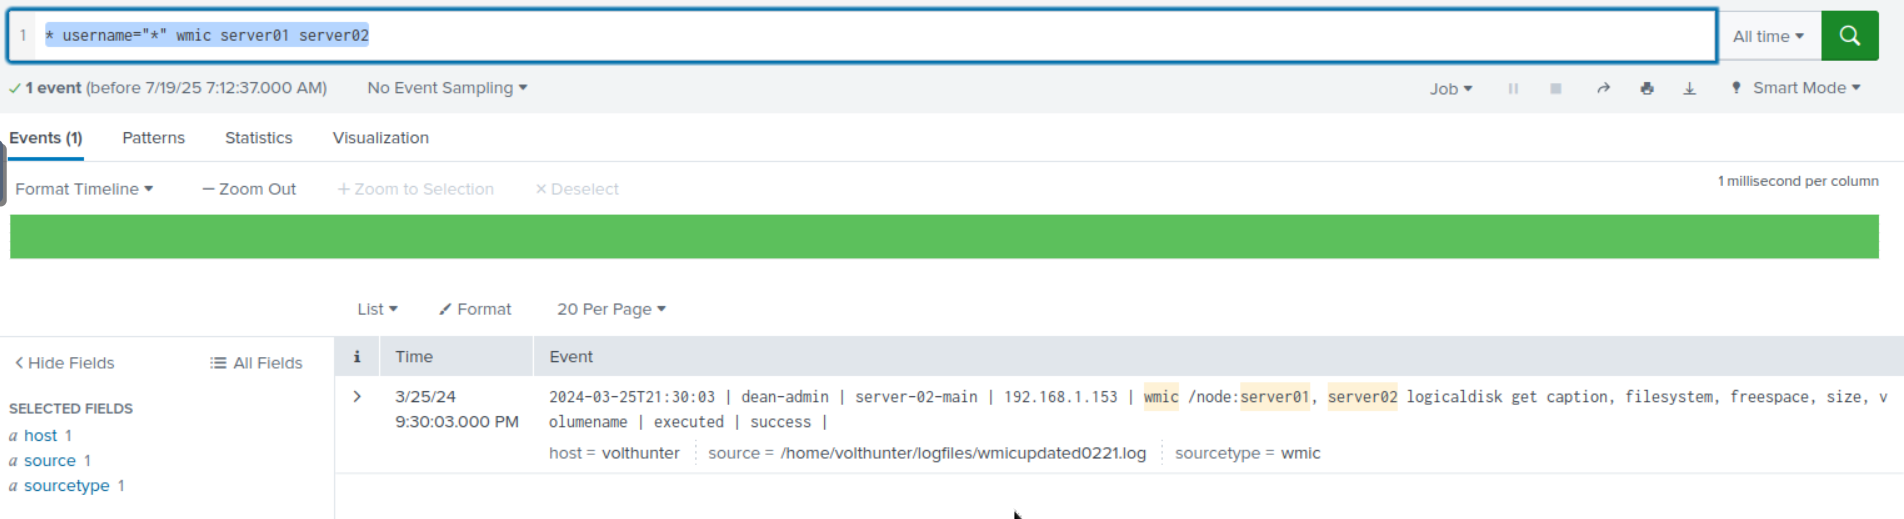 1 * username="*" wmic server01 server02
All time
1 event (before 7/19/25 7:12:37.000 AM) No Event Sampling
Job Smart Mode
Events (1) Patterns Statistics Visualization
Format Timeline — Zoom Out + Zoom to Selection × Deselect
1 millisecond per column
List Format 20 Per Page
< Hide Fields All Fields
i Time Event
SELECTED FIELDS
a host 1
a source 1
a sourcetype 1
3/25/24
9:30:03.000 PM
2024-03-25T21:30:03 | dean-admin | server-02-main | 192.168.1.153 | wmic /node:server01, server02 logicaldisk get caption, filesystem, freespace, size, v
olumename | executed | success |
host = volthunter source = /home/volthunter/logfiles/wmicupdated0221.log sourcetype = wmic